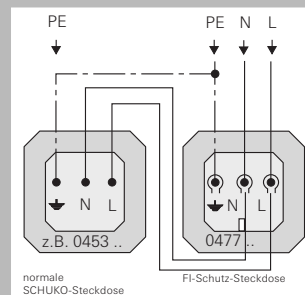 PE
PE N L
N L
N L
z.B. 0453 ..
0477 ..
normale
SCHUKO-Steckdose
FI-Schutz-Steckdose